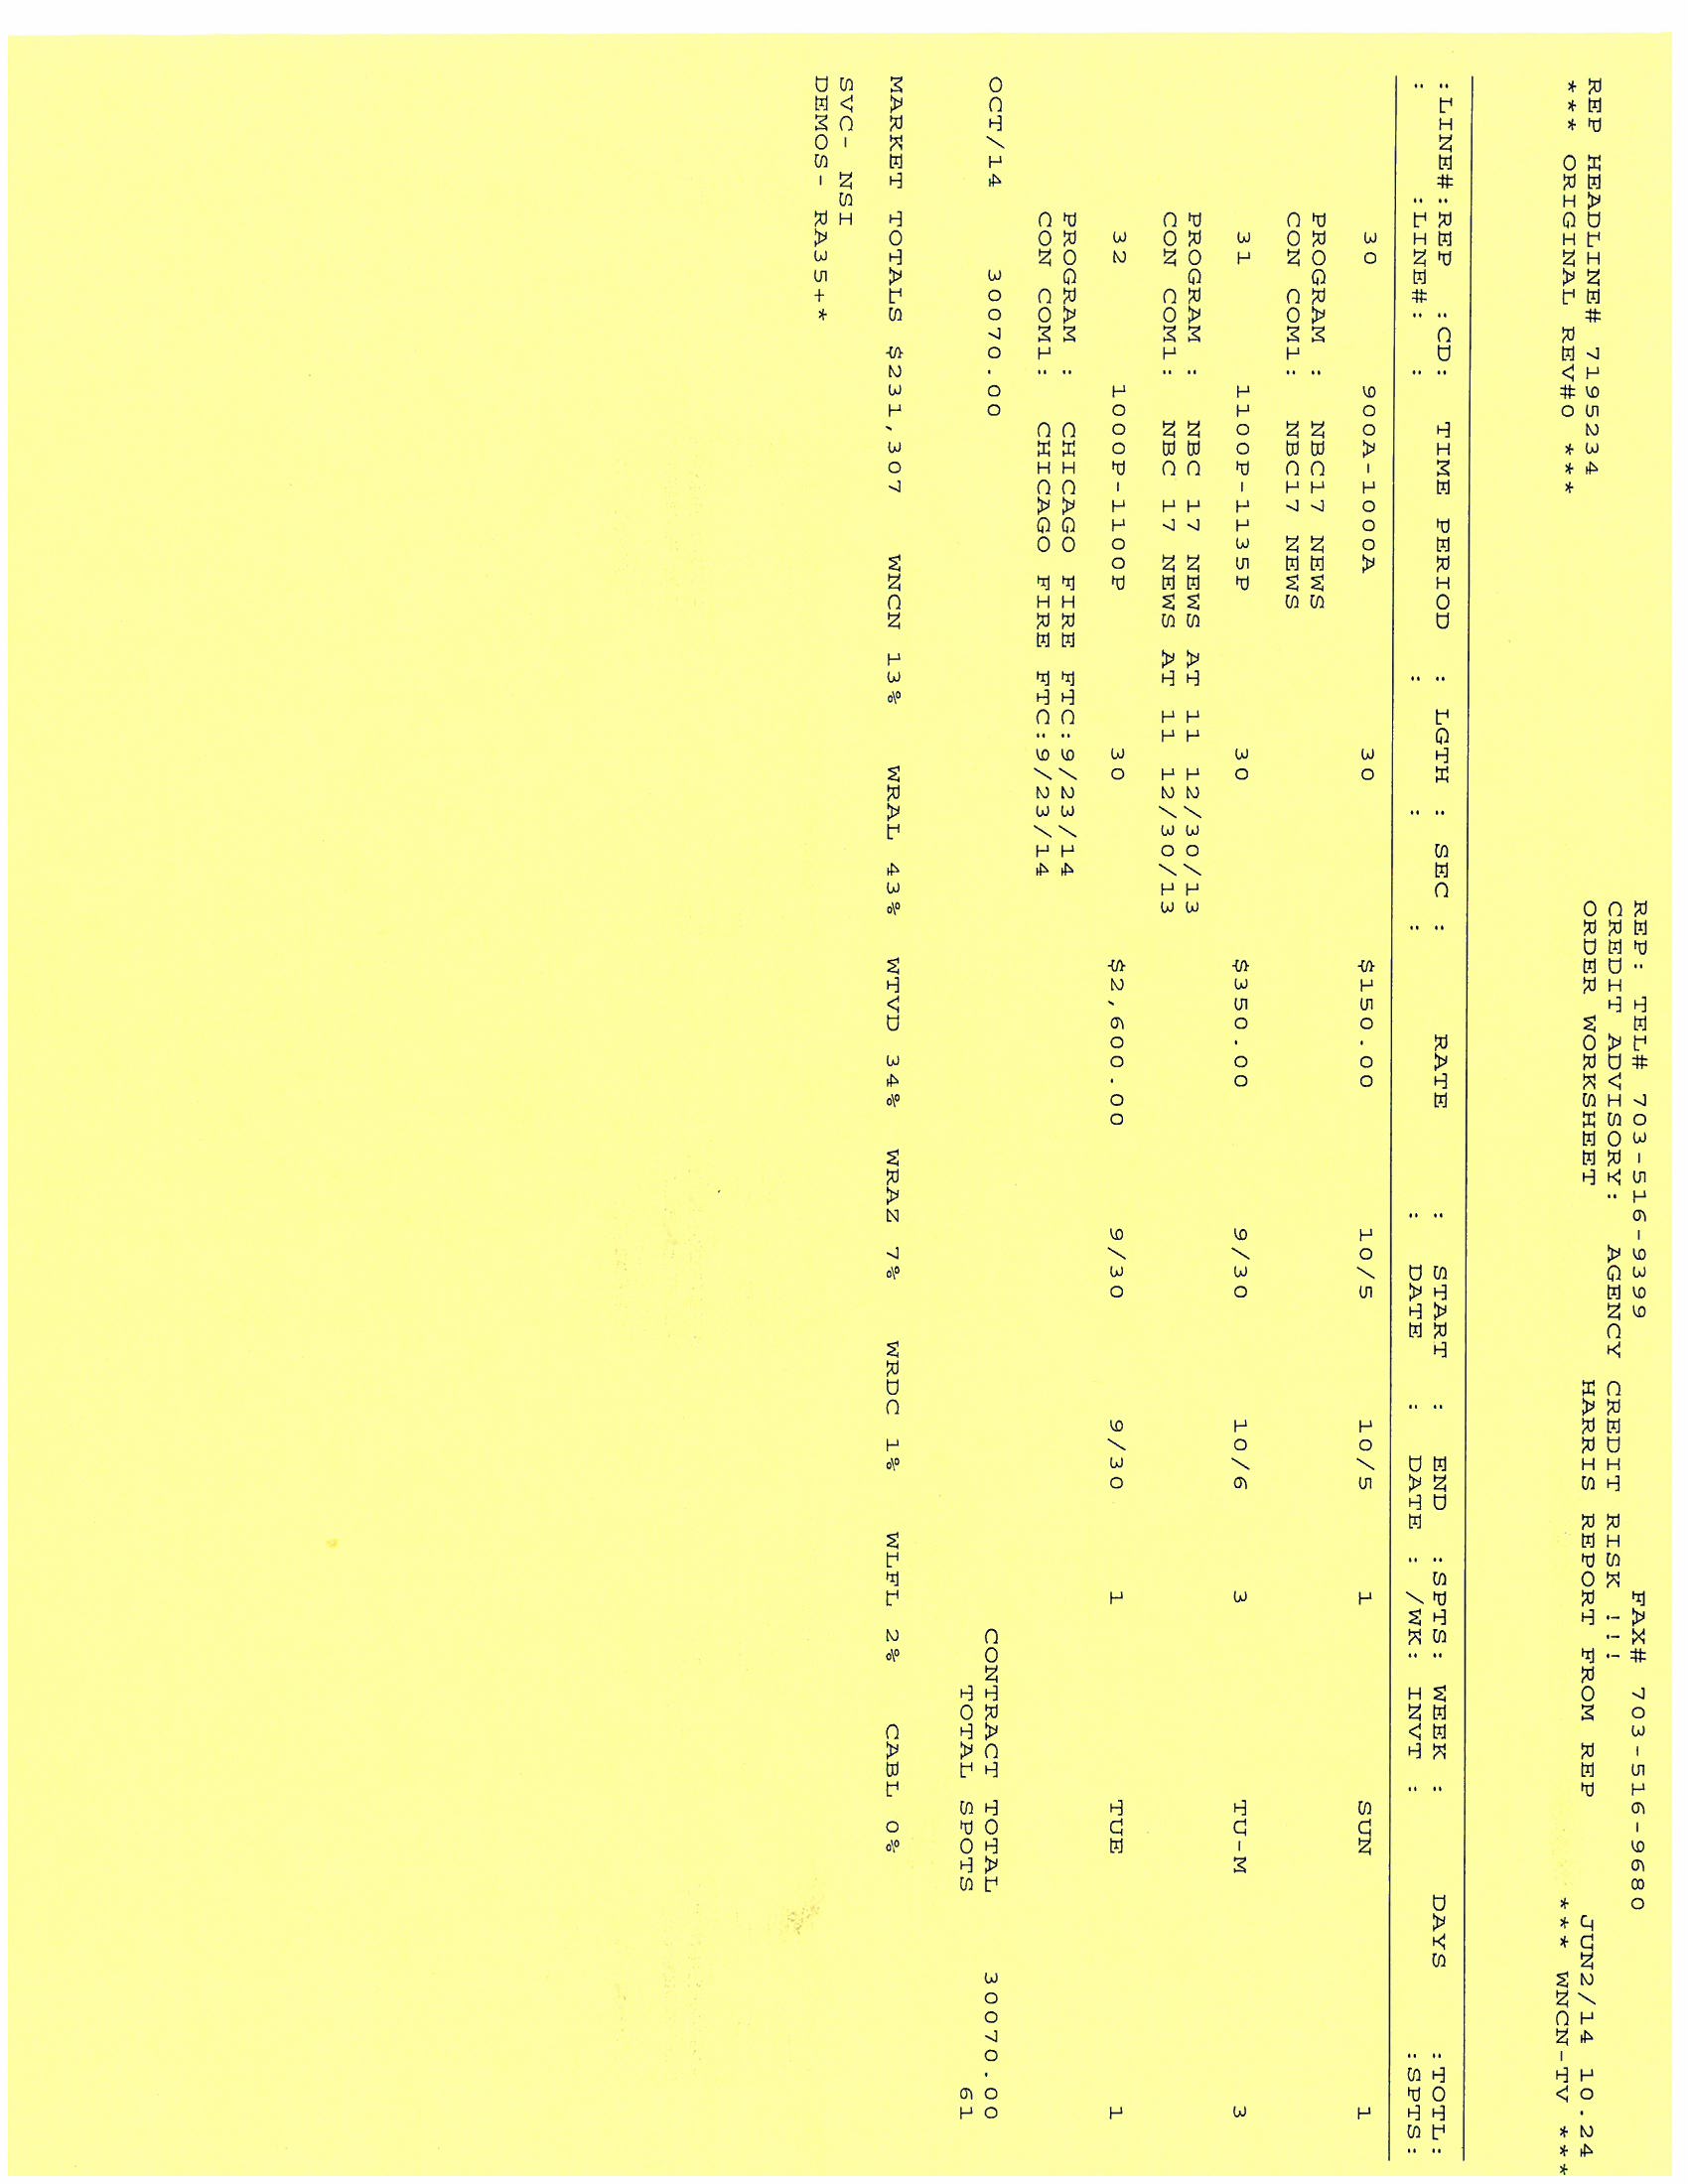 REP: TEL# 703-516-9399 FAX# 703-516-9680
CREDIT ADVISORY: AGENCY CREDIT RISK !!!
REP HEADLINE# 7195234 ORDER WORKSHEET HARRIS REPORT FROM REP JUN2/14 10.24
*** ORIGINAL REV#0 *** *** WNCN-TV ***
:LINE#:REP :CD: TIME PERIOD : LGTH : SEC : RATE : START : END :SPTS: WEEK : DAYS :TOTL:
: :LINE#: : : : : : DATE : DATE : /WK: INVT : :SPTS:
30 900A-1000A 30 $150.00 10/5 10/5 1 SUN 1
PROGRAM : NBC17 NEWS
CON COM1: NBC17 NEWS
31 1100P-1135P 30 $350.00 9/30 10/6 3 TU-M 3
PROGRAM : NBC 17 NEWS AT 11 12/30/13
CON COM1: NBC 17 NEWS AT 11 12/30/13
32 1000P-1100P 30 $2,600.00 9/30 9/30 1 TUE 1
PROGRAM : CHICAGO FIRE FTC:9/23/14
CON COM1: CHICAGO FIRE FTC:9/23/14
OCT/14 30070.00 CONTRACT TOTAL 30070.00
TOTAL SPOTS 61
MARKET TOTALS $231,307 WNCN 13% WRAL 43% WTVD 34% WRAZ 7% WRDC 1% WLFL 2% CABL 0%
SVC- NSI
DEMOS- RA35+*